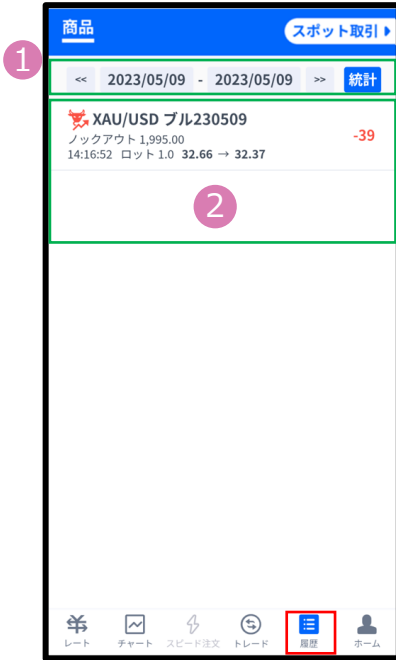 商品
スポット取引
1
<< 2023/05/09 - 2023/05/09 >> 統計
XAU/USD ブル230509
ノックアウト 1,995.00
-39
14:16:52 ロット 1.0 32.66 → 32.37
2
レート チャート スピード注文 トレード 履歴 ホーム